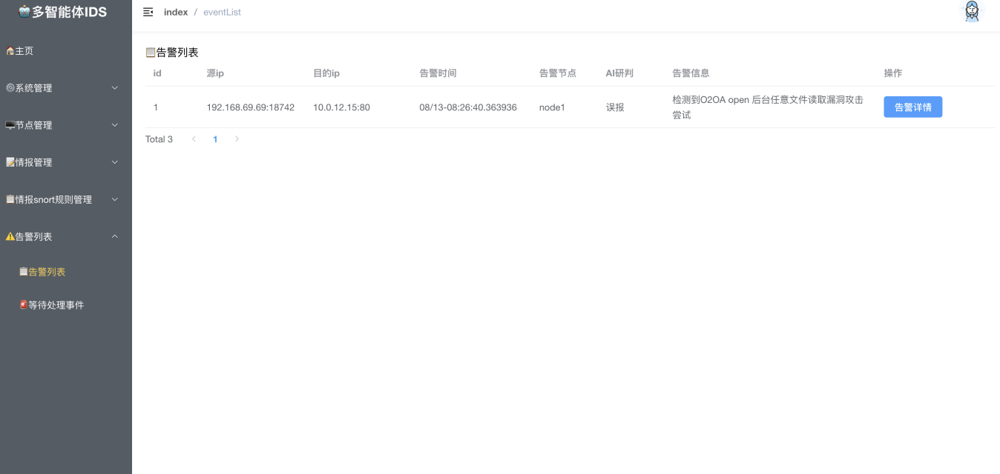 多智能体IDS
index / eventList
主页
系统管理
节点管理
情报管理
情报snort规则管理
告警列表
告警列表
等待处理事件
告警列表
id 源ip 目的ip 告警时间 告警节点 AI研判 告警信息 操作
1 192.168.69.69:18742 10.0.12.15:80 08/13-08:26:40.363936 node1 误报 检测到O2OA open 后台任意文件读取漏洞攻击
尝试
告警详情
Total 3 1